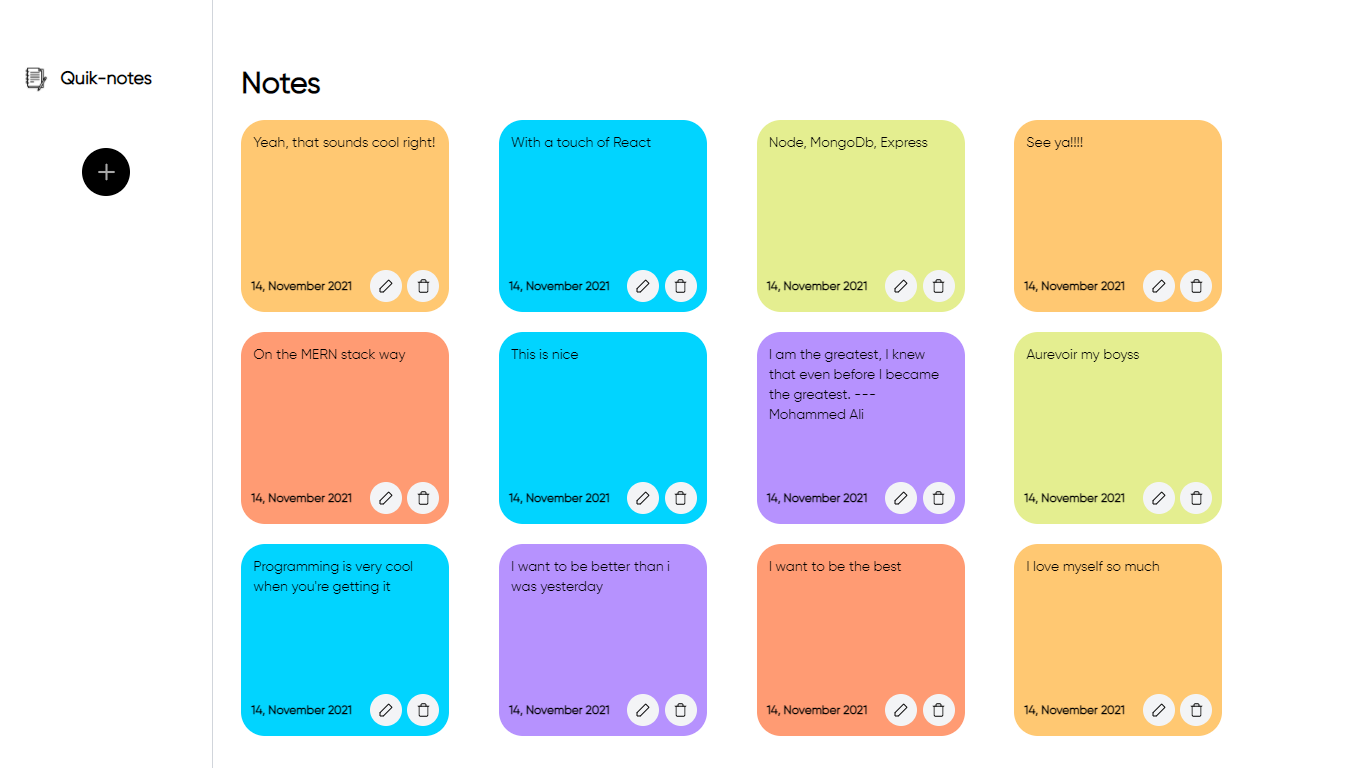 Quik-notes
Notes
Yeah, that sounds cool right!
14, November 2021
With a touch of React
14, November 2021
Node, MongoDb, Express
14, November 2021
See ya!!!!
14, November 2021
On the MERN stack way
14, November 2021
This is nice
14, November 2021
I am the greatest, I knew
that even before I became
the greatest. ---
Mohammed Ali
14, November 2021
Aurevoir my boyss
14, November 2021
Programming is very cool
when you're getting it
14, November 2021
I want to be better than i
was yesterday
14, November 2021
I want to be the best
14, November 2021
I love myself so much
14, November 2021